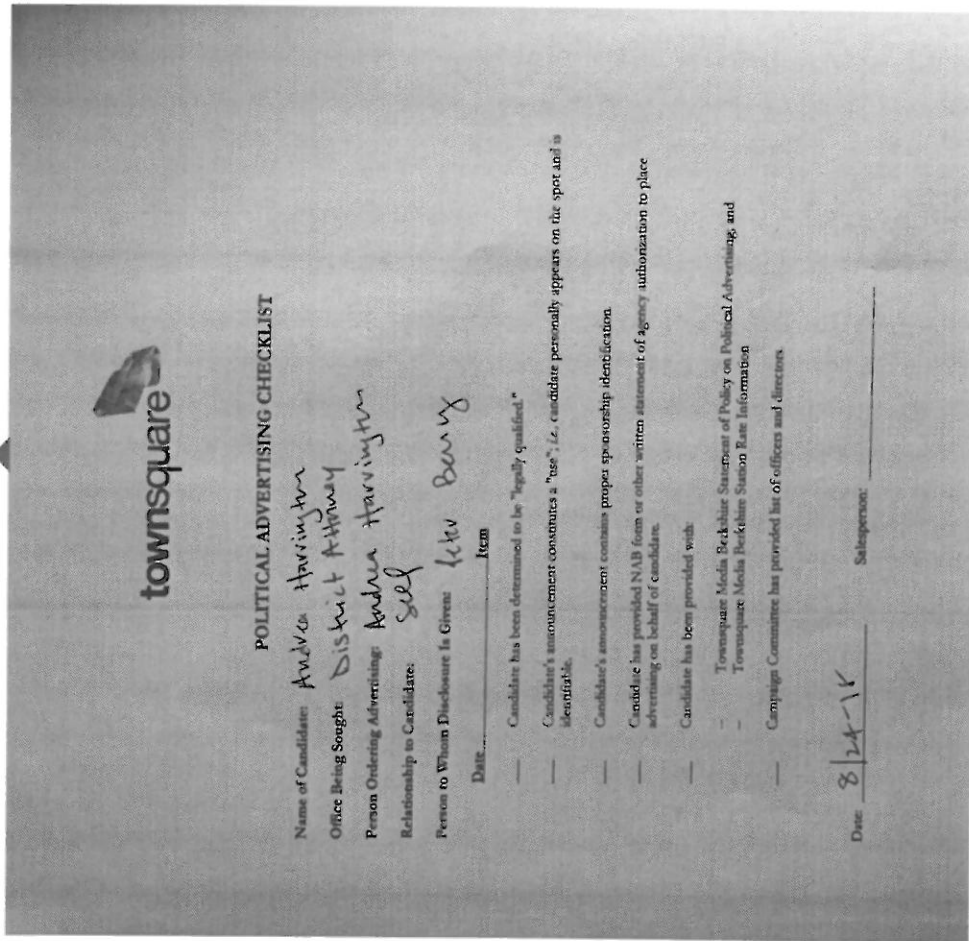 townsquare
POLITICAL ADVERTISING CHECKLIST
Name of Candidate: Andrea Harrington
Office Being Sought: District Attorney
Person Ordering Advertising: Andrea Harrington
Relationship to Candidate: Self
Person to Whom Disclosure Is Given: Peter Barry
Date Item
Candidate has been determined to be "legally qualified."
Candidate's announcement constitutes a "use"; i.e., candidate personally appears on the spot and is
identifiable.
Candidate's announcement contains proper sponsorship identification.
Candidate has provided NAB form or other written statement of agency authorization to place
advertising on behalf of candidate.
Candidate has been provided with:
– Townsquare Media Berkshire Statement of Policy on Political Advertising; and
– Townsquare Media Berkshire Station Rate Information
Campaign Committee has provided list of officers and directors
Date: 8/24-18 Salesperson: